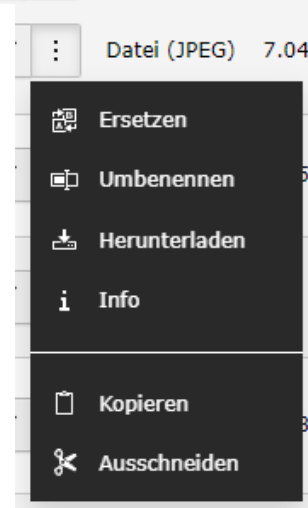 Datei (JPEG) 7.04
Ersetzen
Umbenennen
Herunterladen
Info
Kopieren
Ausschneiden